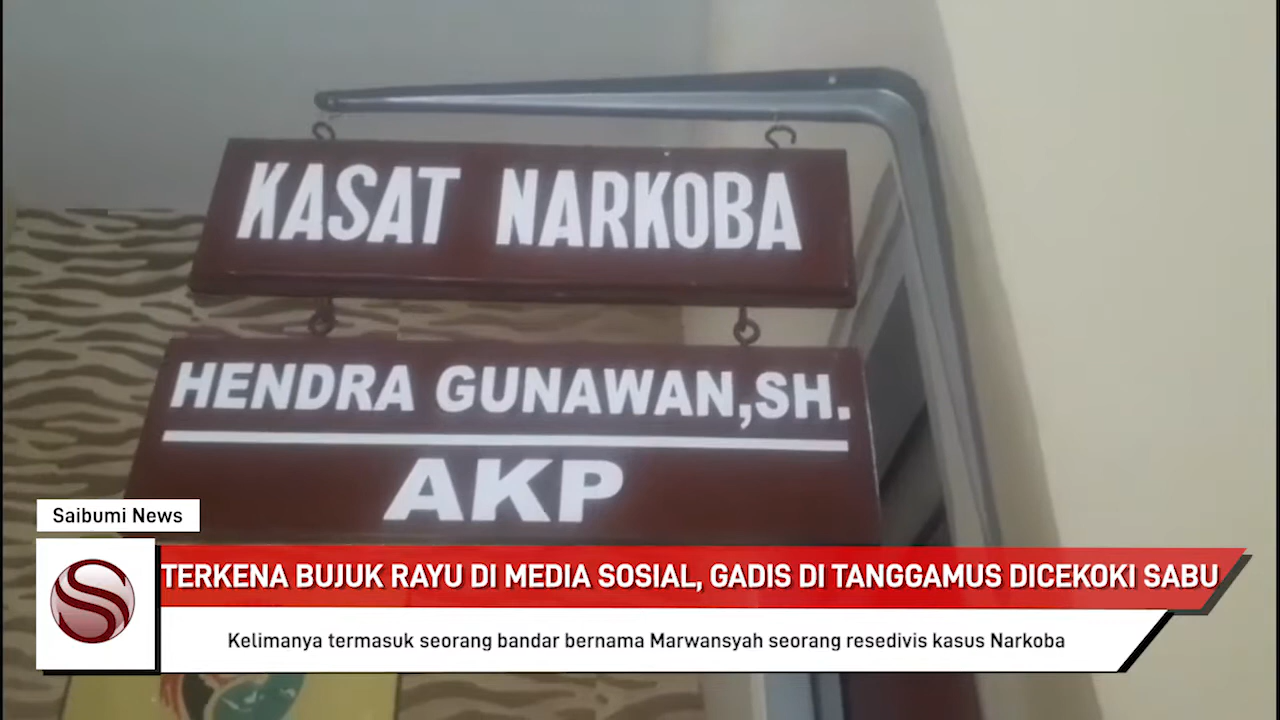 KASAT NARKOBA
HENDRA GUNAWAN,SH.
AKP
Saibumi News
S
TERKENA BUJUK RAYU DI MEDIA SOSIAL, GADIS DI TANGGAMUS DICEKOKI SABU
Kelimanya termasuk seorang bandar bernama Marwansyah seorang resedivis kasus Narkoba